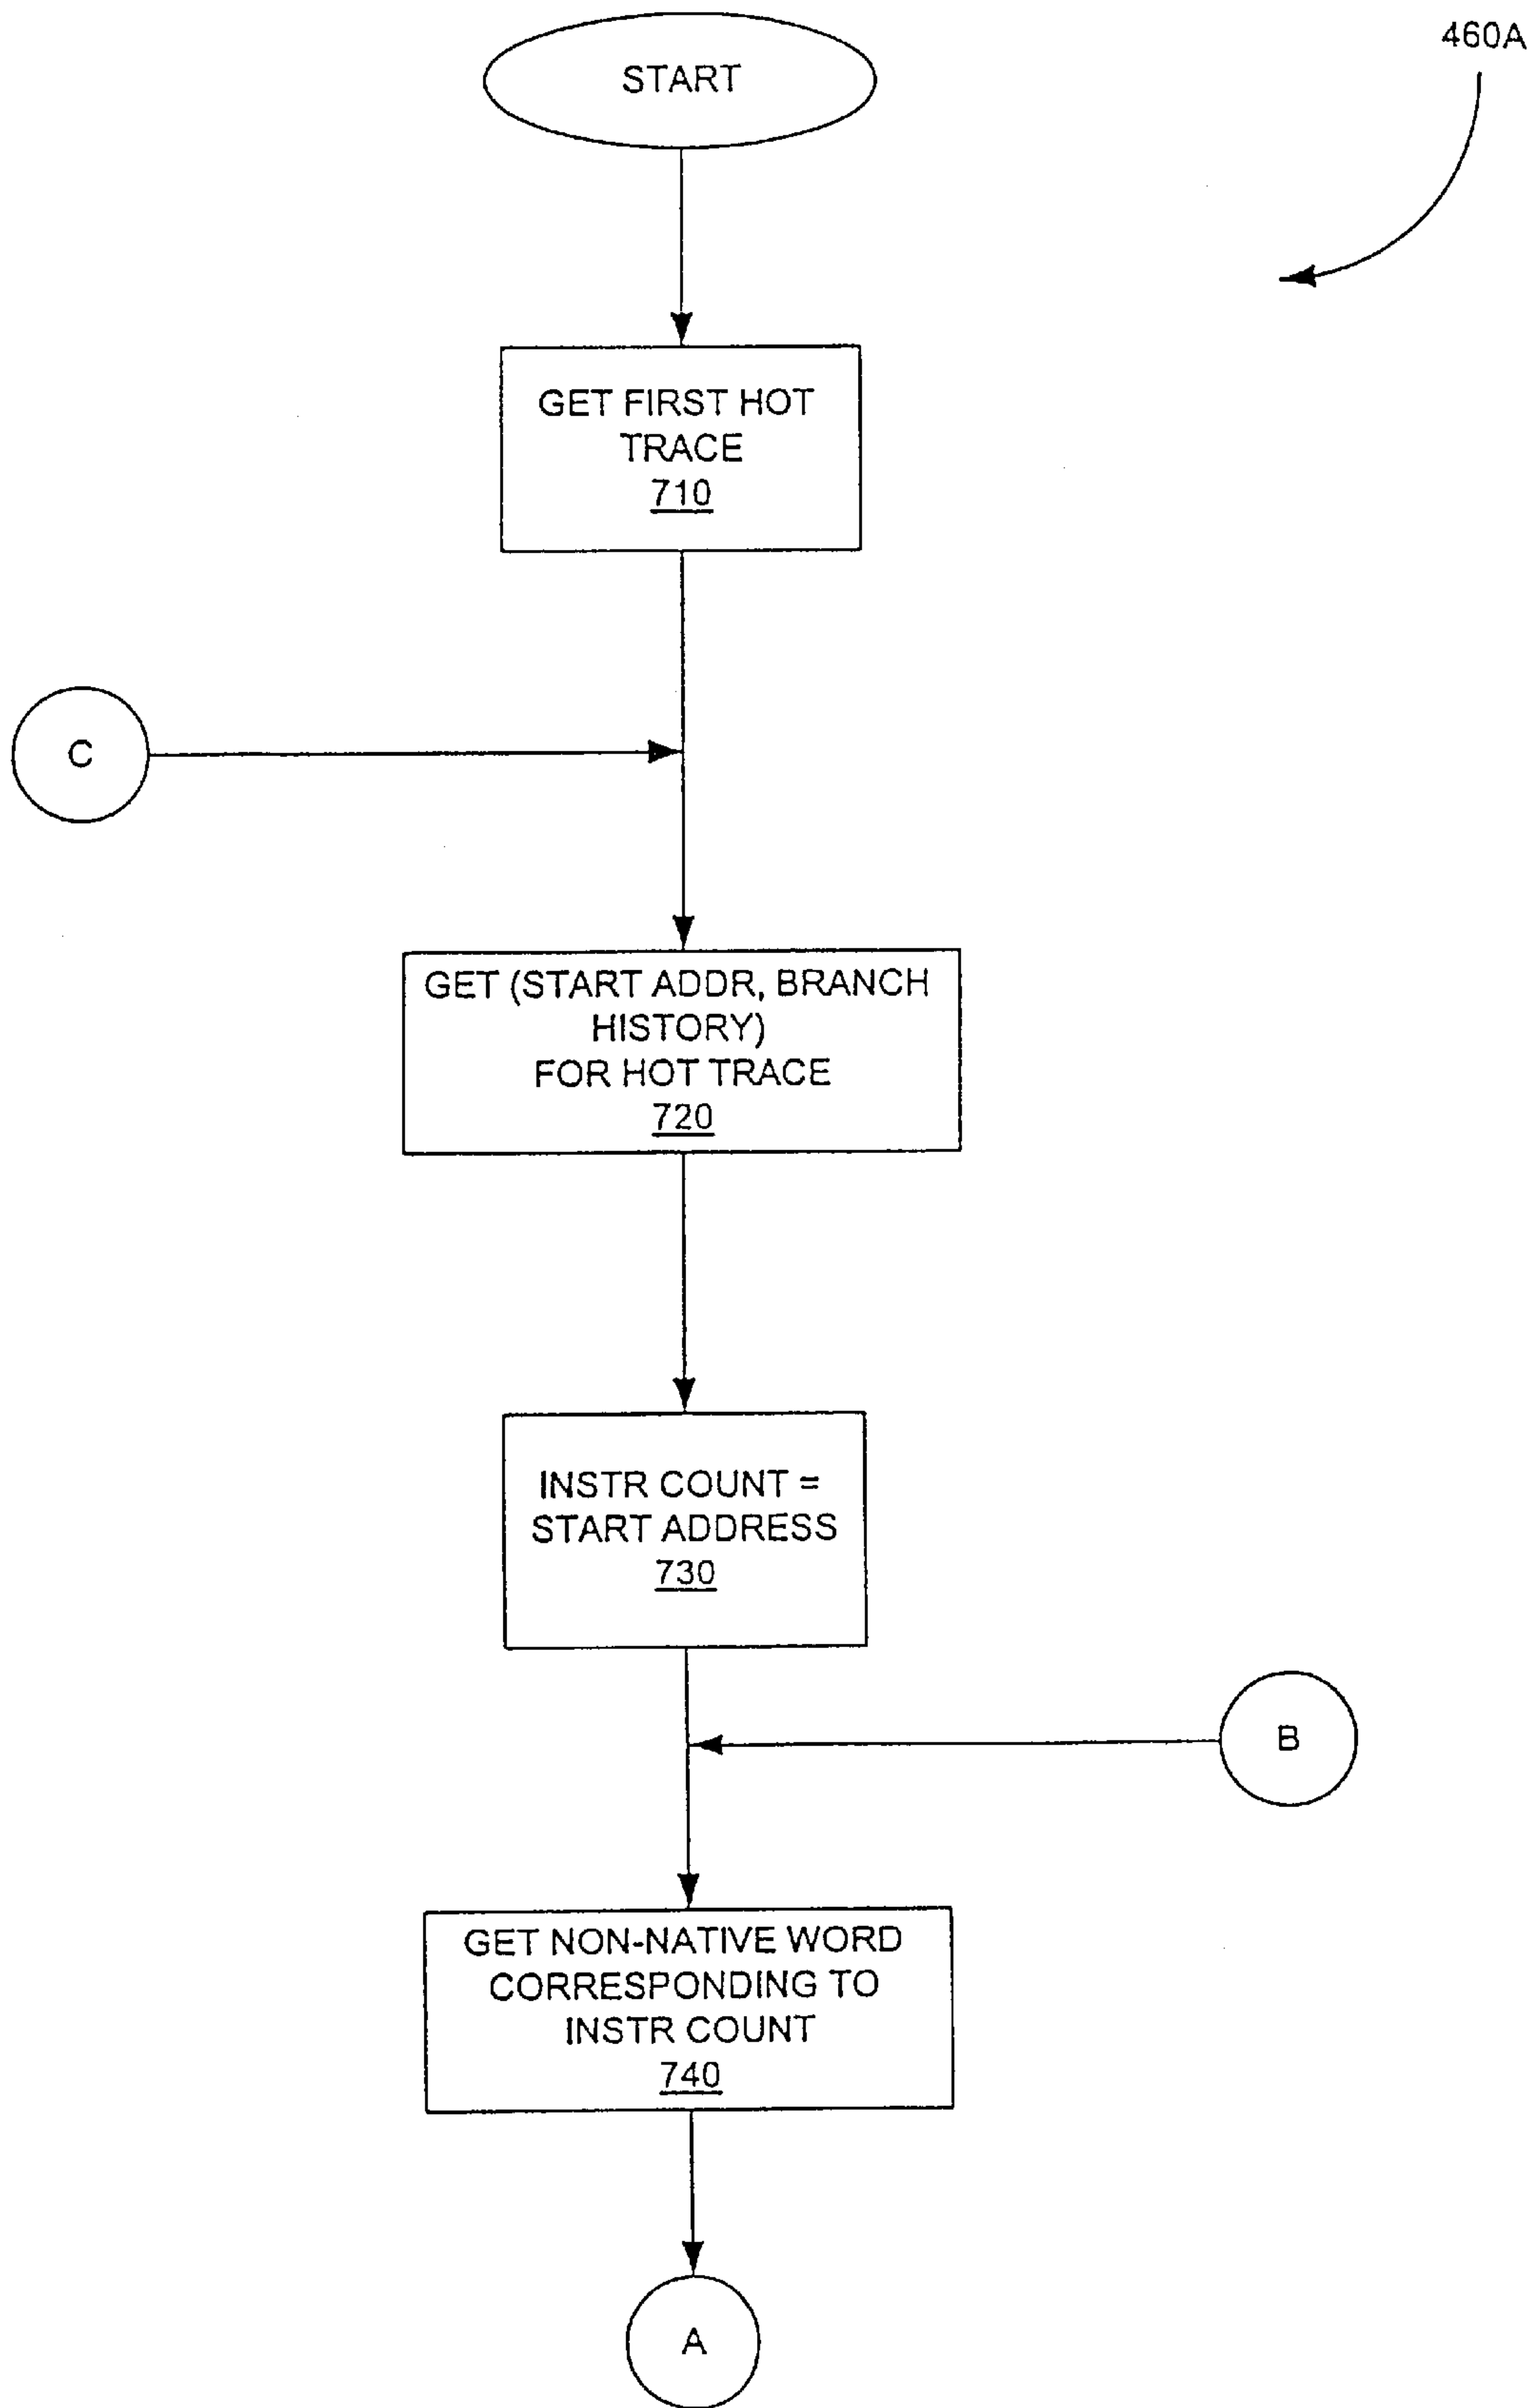 460A
START
GET FIRST HOT
TRACE
710
C
GET (START ADDR, BRANCH
HISTORY)
FOR HOT TRACE
720
INSTR COUNT =
START ADDRESS
730
B
GET NON-NATIVE WORD
CORRESPONDING TO
INSTR COUNT
740
A